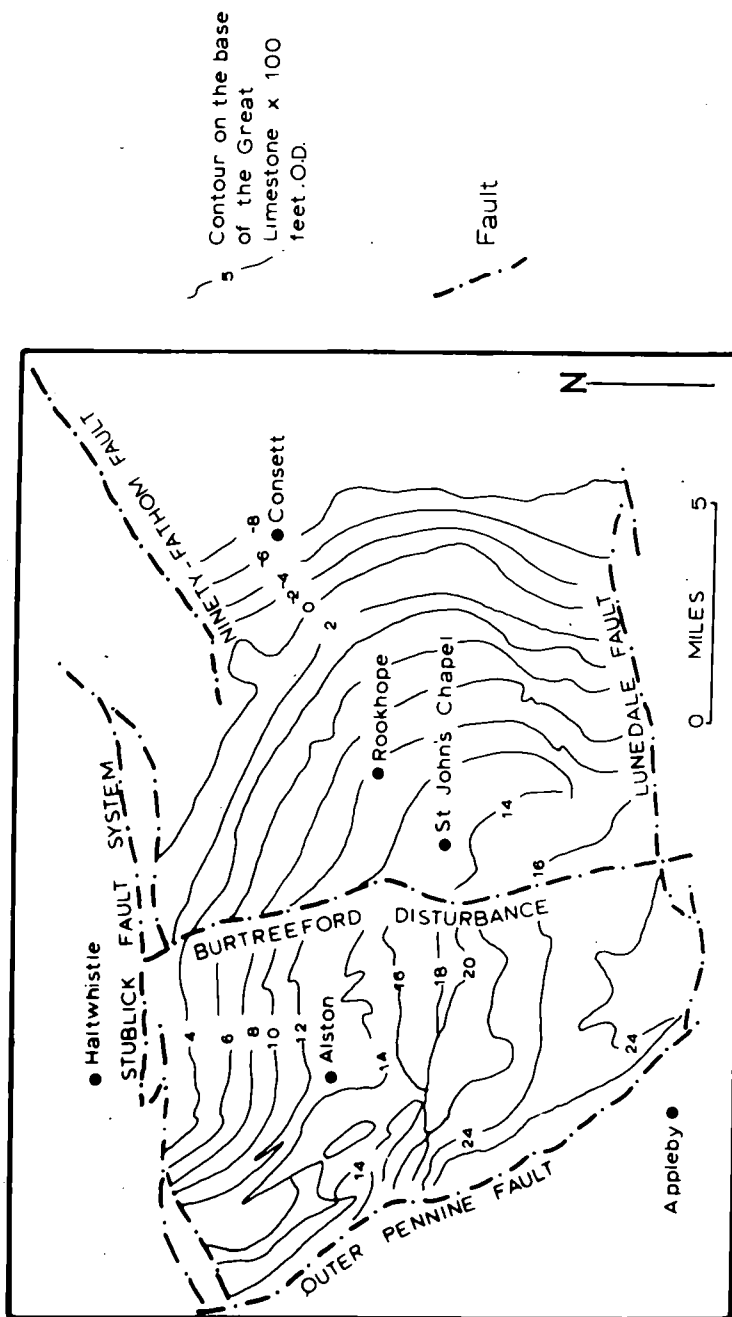 Haltwhistle
STUBLICK FAULT SYSTEM
NINETY-FATHOM FAULT
-8
-6
-4
-2
0
2
Consett
4
6
8
10
12
Alston
14
BURTREEFORD DISTURBANCE
Rookhope
St John's Chapel
14
16
14
16
18
20
24
24
OUTER PENNINE FAULT
Appleby
LUNEDALE FAULT
0 MILES 5
N
5 Contour on the base
of the Great
Limestone x 100
feet.O.D.
Fault